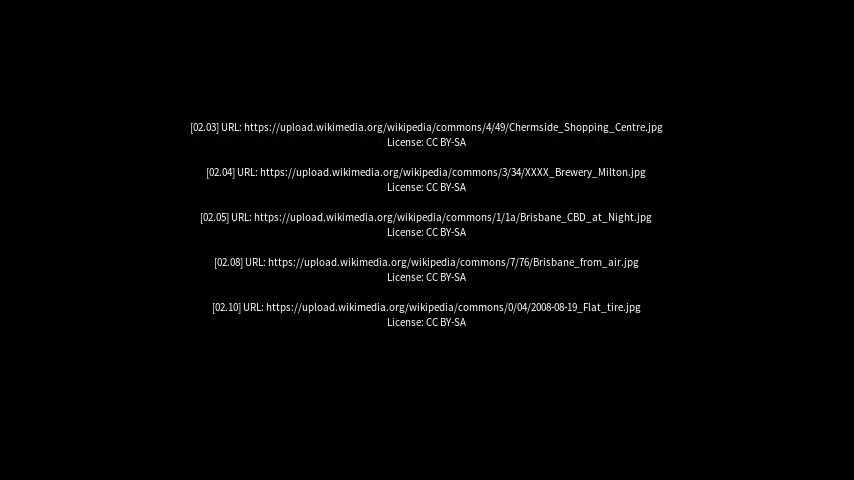 [02.03] URL: https://upload.wikimedia.org/wikipedia/commons/4/49/Chermside_Shopping_Centre.jpg
License: CC BY-SA
[02.04] URL: https://upload.wikimedia.org/wikipedia/commons/3/34/XXXX_Brewery_Milton.jpg
License: CC BY-SA
[02.05] URL: https://upload.wikimedia.org/wikipedia/commons/1/1a/Brisbane_CBD_at_Night.jpg
License: CC BY-SA
[02.08] URL: https://upload.wikimedia.org/wikipedia/commons/7/76/Brisbane_from_air.jpg
License: CC BY-SA
[02.10] URL: https://upload.wikimedia.org/wikipedia/commons/0/04/2008-08-19_Flat_tire.jpg
License: CC BY-SA